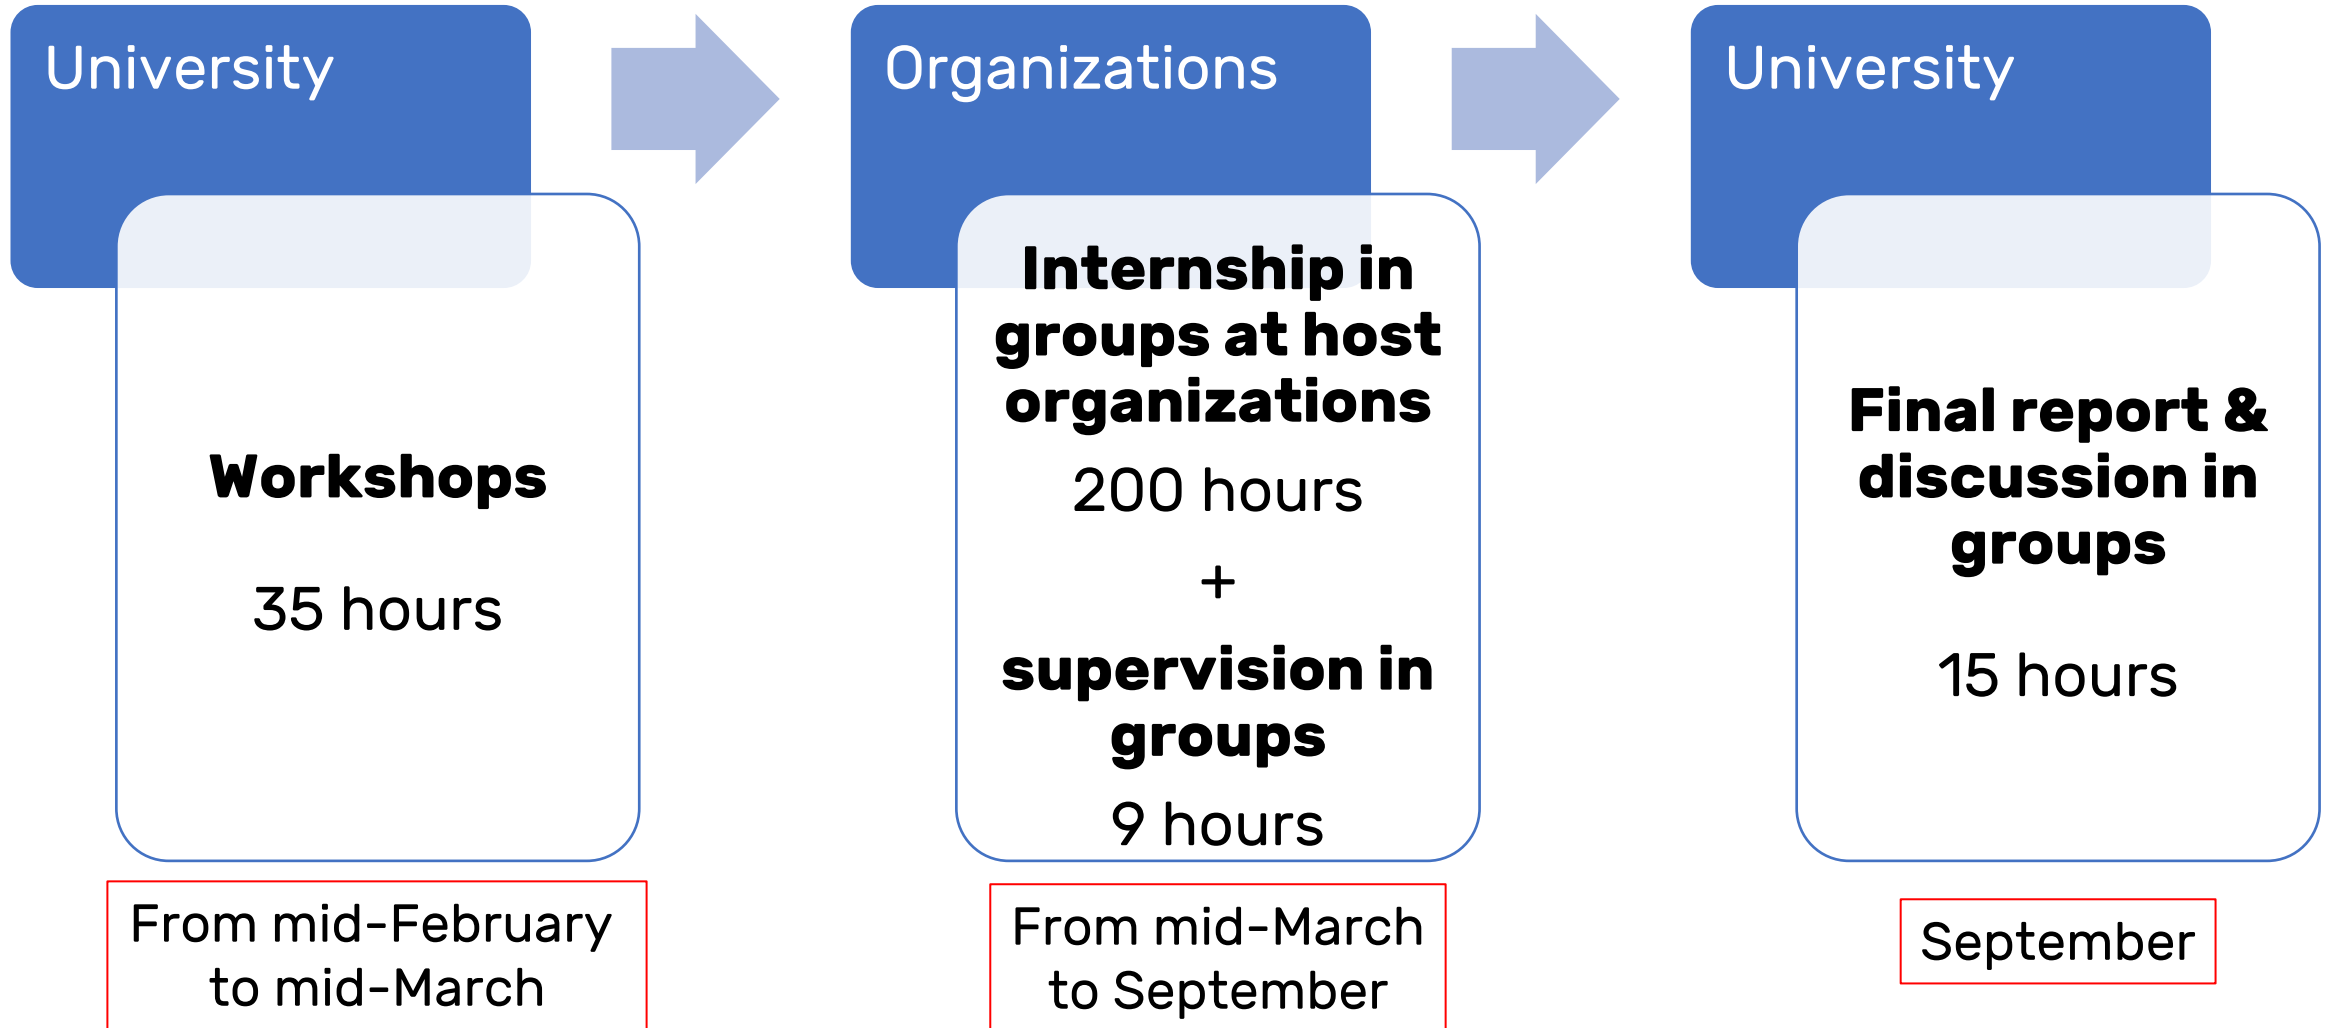 University
Workshops
35 hours
From mid-February
to mid-March
Organizations
Internship in
groups at host
organizations
200 hours
+
supervision in
groups
9 hours
From mid-March
to September
University
Final report &
discussion in
groups
15 hours
September